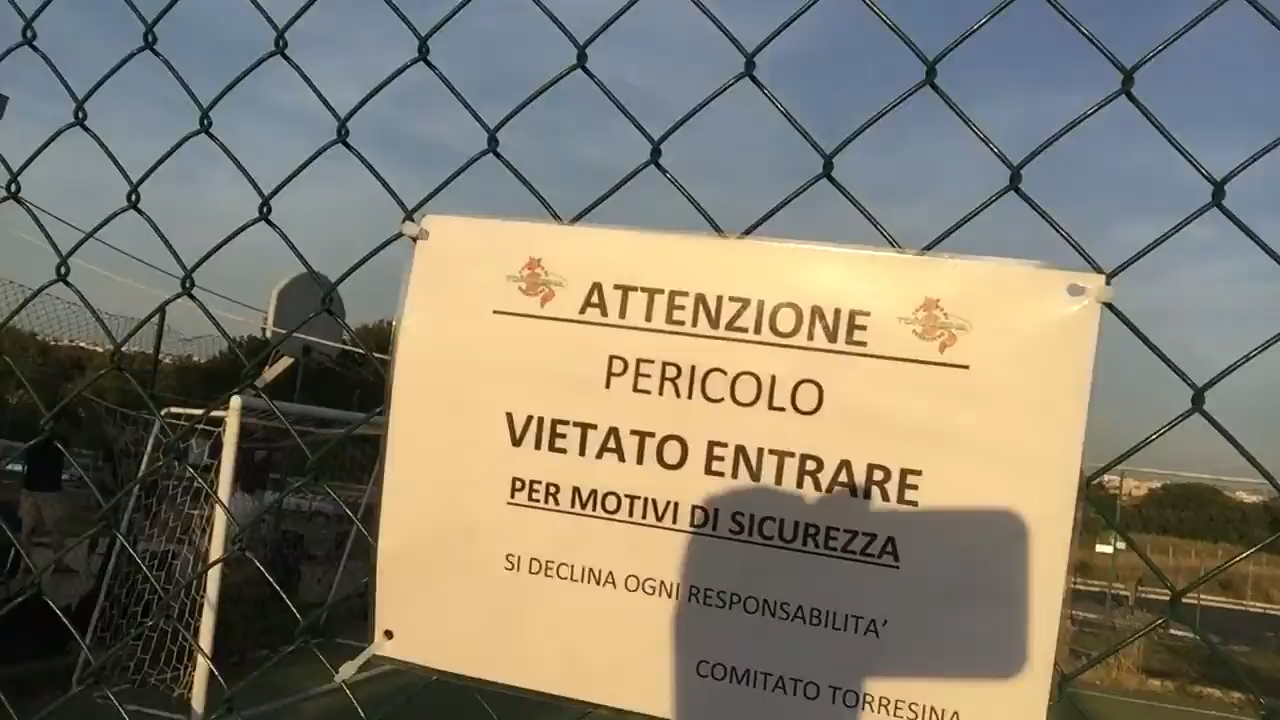 ATTENZIONE
PERICOLO
VIETATO ENTRARE
PER MOTIVI DI SICUREZZA
SI DECLINA OGNI RESPONSABILITA’
COMITATO TORRESINA